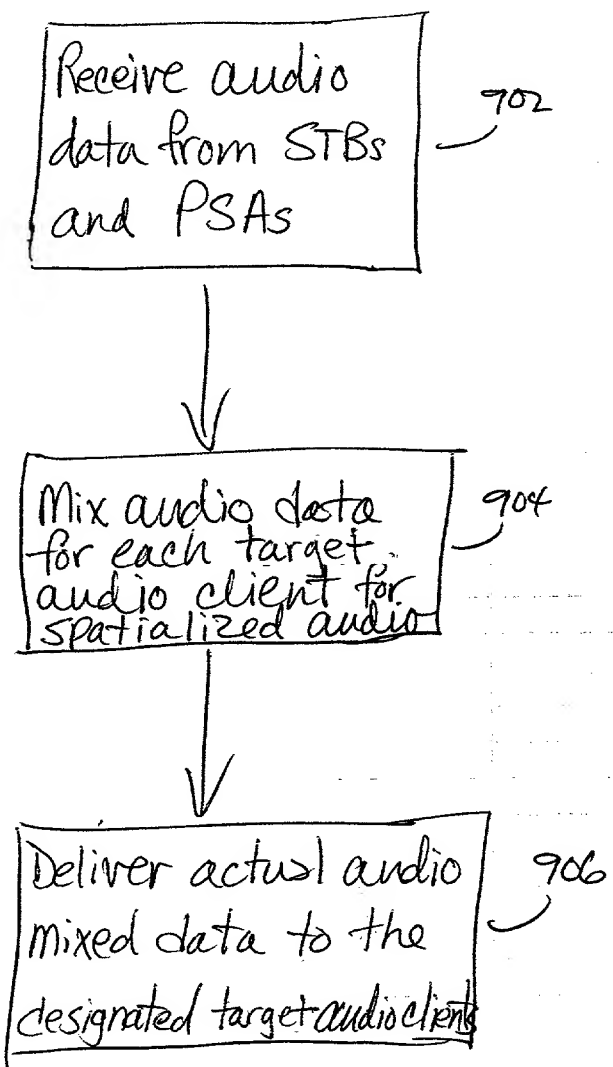 Receive audio
data from STBs
and PSAs
902
Mix audio data
for each target
audio client for
spatialized audio
904
Deliver actual audio
mixed data to the
designated target audio clients
906